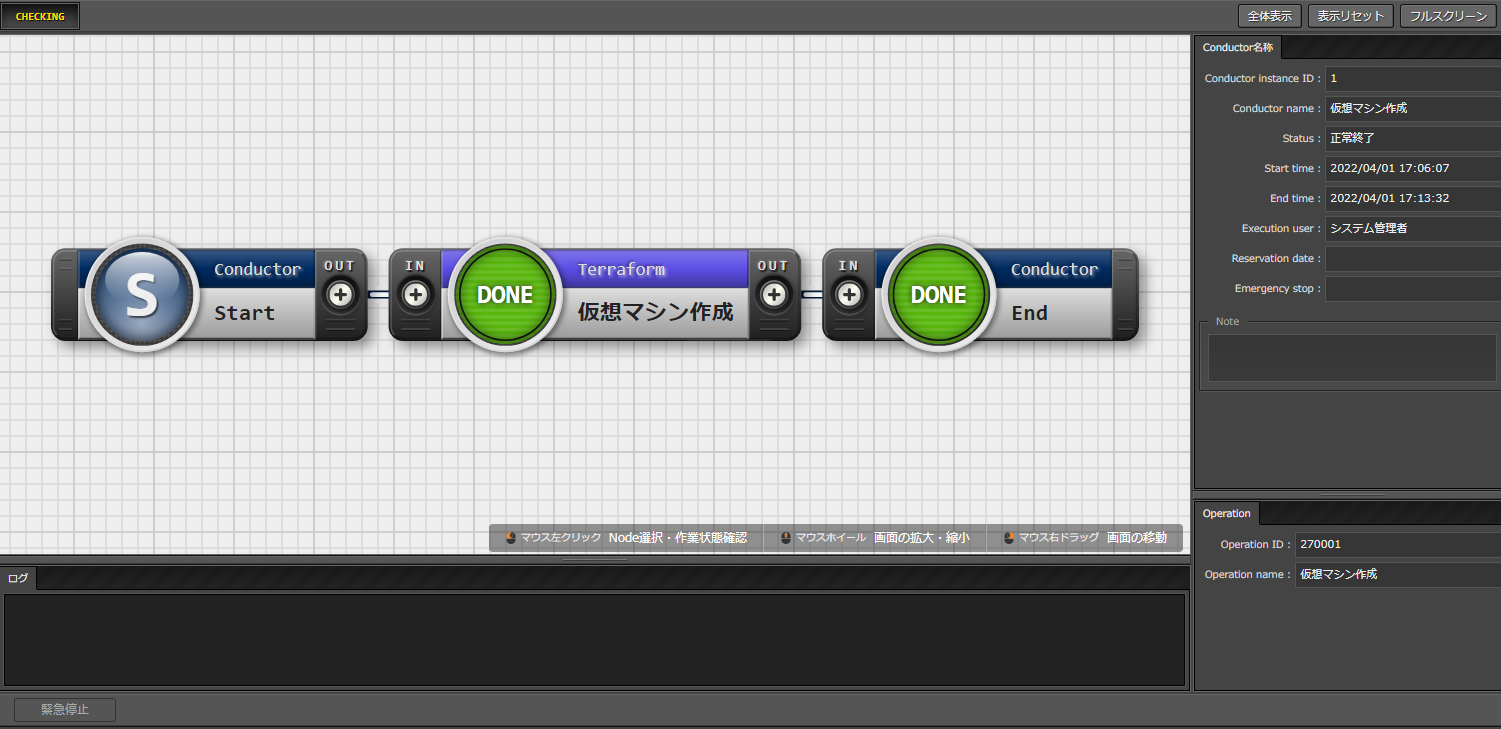 CHECKING
全体表示
表示リセット
フルスクリーン
S
Conductor
Start
OUT
IN
DONE
Terraform
仮想マシン作成
OUT
IN
DONE
Conductor
End
マウス左クリック Node選択・作業状態確認
マウスホイール 画面の拡大・縮小
マウス右ドラッグ 画面の移動
ログ
緊急停止
Conductor名称
Conductor instance ID : 1
Conductor name : 仮想マシン作成
Status : 正常終了
Start time : 2022/04/01 17:06:07
End time : 2022/04/01 17:13:32
Execution user : システム管理者
Reservation date :
Emergency stop :
Note
Operation
Operation ID : 270001
Operation name : 仮想マシン作成